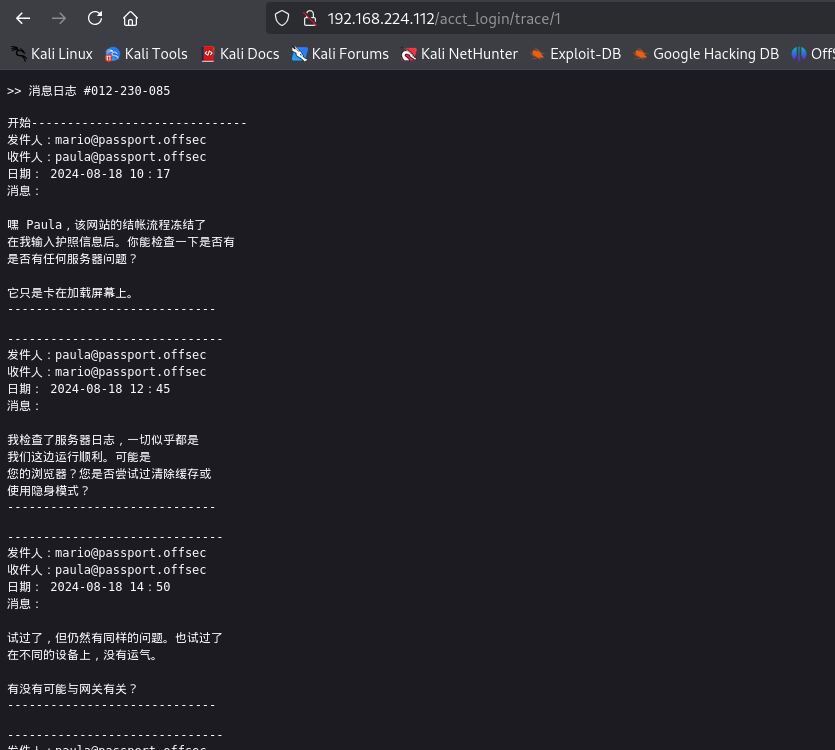 192.168.224.112/acct_login/trace/1
Kali Linux Kali Tools Kali Docs Kali Forums Kali NetHunter Exploit-DB Google Hacking DB OffS
>> 消息日志 #012-230-085
开始---------------------------
发件人：mario@passport.offsec
收件人：paula@passport.offsec
日期： 2024-08-18 10：17
消息：
嘿 Paula，该网站的结帐流程冻结了
在我输入护照信息后。你能检查一下是否有
是否有任何服务器问题？
它只是卡在加载屏幕上。
--------------------------
---------------------------
发件人：paula@passport.offsec
收件人：mario@passport.offsec
日期： 2024-08-18 12：45
消息：
我检查了服务器日志，一切似乎都是
我们这边运行顺利。可能是
您的浏览器？您是否尝试过清除缓存或
使用隐身模式？
--------------------------
---------------------------
发件人：mario@passport.offsec
收件人：paula@passport.offsec
日期： 2024-08-18 14：50
消息：
试过了，但仍然有同样的问题。也试过了
在不同的设备上，没有运气。
有没有可能与网关有关？
--------------------------
---------------------------
发件人：paula@passport.offsec